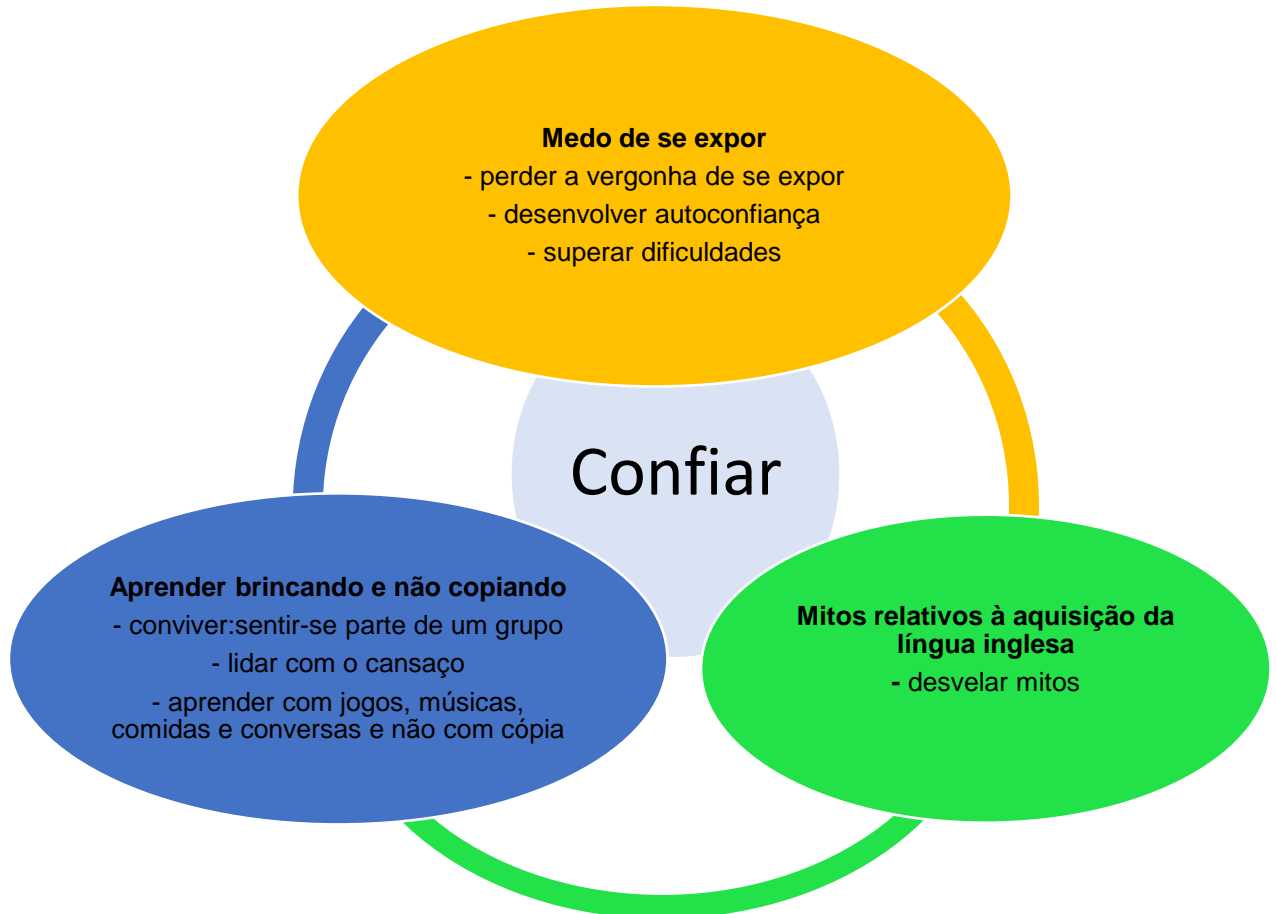 Medo de se expor
- perder a vergonha de se expor
- desenvolver autoconfiança
- superar dificuldades
Confiar
Aprender brincando e não copiando
- conviver:sentir-se parte de um grupo
- lidar com o cansaço
- aprender com jogos, músicas,
comidas e conversas e não com cópia
Mitos relativos à aquisição da
língua inglesa
- desvelar mitos